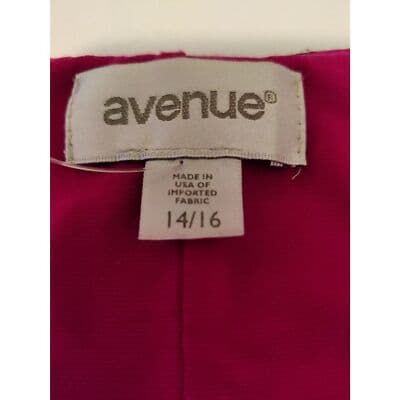 avenue®
MADE IN
USA OF
IMPORTED
FABRIC
14/16